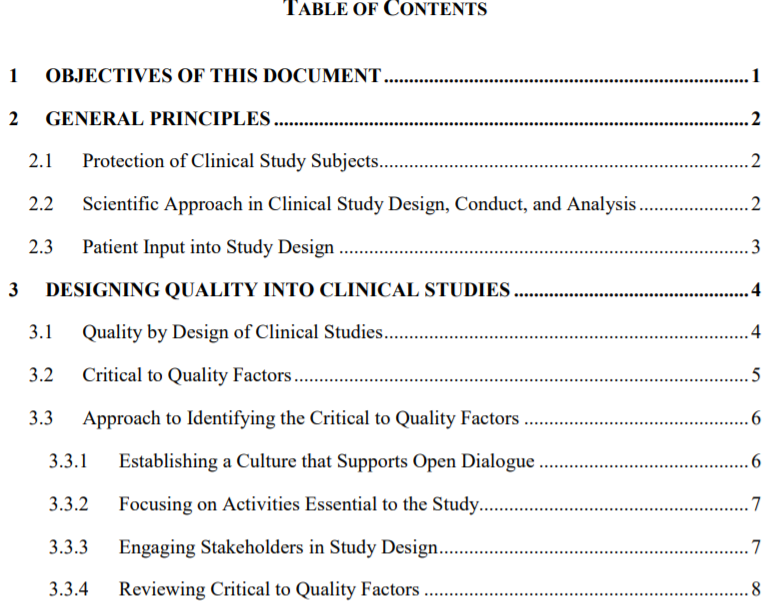 TABLE OF CONTENTS
1 OBJECTIVES OF THIS DOCUMENT.......................................................................... 1
2 GENERAL PRINCIPLES................................................................................................ 2
2.1 Protection of Clinical Study Subjects.......................................................................... 2
2.2 Scientific Approach in Clinical Study Design, Conduct, and Analysis...................... 2
2.3 Patient Input into Study Design .................................................................................. 3
3 DESIGNING QUALITY INTO CLINICAL STUDIES ............................................... 4
3.1 Quality by Design of Clinical Studies......................................................................... 4
3.2 Critical to Quality Factors........................................................................................... 5
3.3 Approach to Identifying the Critical to Quality Factors ............................................. 6
3.3.1 Establishing a Culture that Supports Open Dialogue .......................................... 6
3.3.2 Focusing on Activities Essential to the Study...................................................... 7
3.3.3 Engaging Stakeholders in Study Design.............................................................. 7
3.3.4 Reviewing Critical to Quality Factors ................................................................. 8